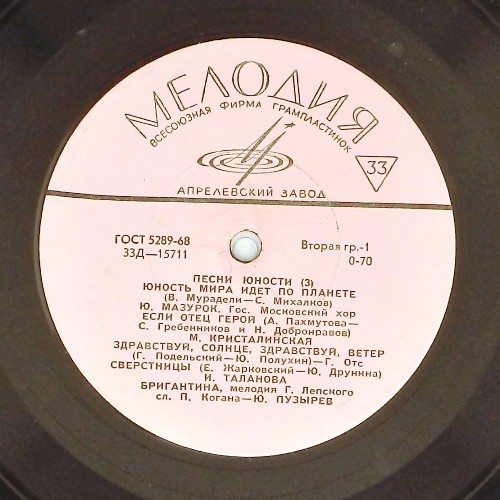 МЕЛОДИЯ
ВСЕСОЮЗНАЯ ФИРМА ГРАМПЛАСТИНОК
33
АПРЕЛЕВСКИЙ ЗАВОД
ГОСТ 5289-68
33Д—15711
Вторая гр.-1
0-70
ПЕСНИ ЮНОСТИ (3)
ЮНОСТЬ МИРА ИДЕТ ПО ПЛАНЕТЕ
(В. Мурадели—С. Михалков)
Ю. МАЗУРОК, Гос. Московский хор
ЕСЛИ ОТЕЦ ГЕРОЙ (А. Пахмутова—
С. Гребенников и Н. Добронравов)
М. КРИСТАЛИНСКАЯ
ЗДРАВСТВУЙ, СОЛНЦЕ, ЗДРАВСТВУЙ, ВЕТЕР
(Г. Подельский—Ю. Полухин)—Г. Отс
СВЕРСТНИЦЫ (Е. Жарковский—Ю. Друнина)
И. ТАЛАНОВА
БРИГАНТИНА, мелодия Г. Лепского
сл. П. Когана—Ю. ПУЗЫРЕВ